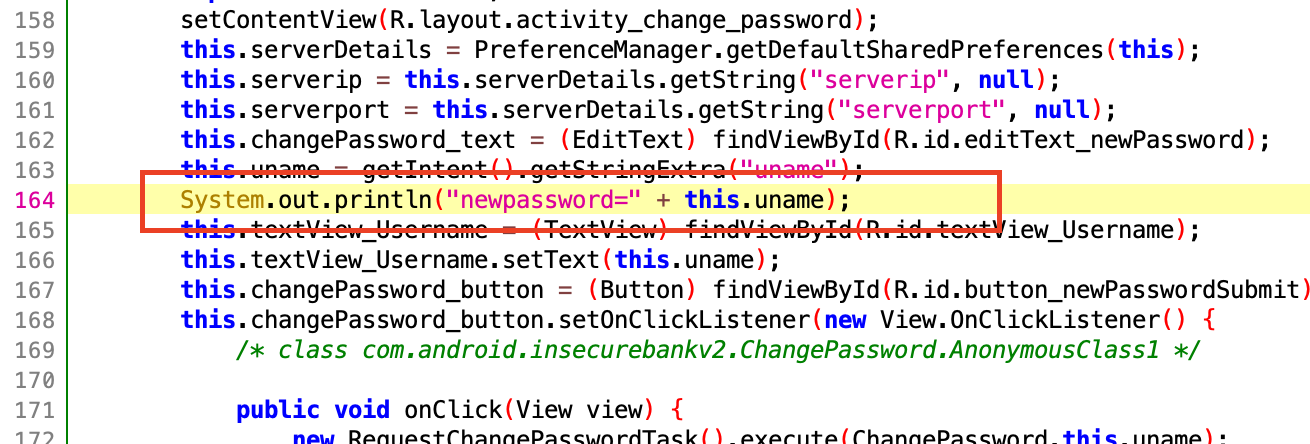 158 setContentView(R.layout.activity_change_password);
159 this.serverDetails = PreferenceManager.getDefaultSharedPreferences(this);
160 this.serverip = this.serverDetails.getString("serverip", null);
161 this.serverport = this.serverDetails.getString("serverport", null);
162 this.changePassword_text = (EditText) findViewById(R.id.editText_newPassword);
163 this.uname = getIntent().getStringExtra("uname");
164 System.out.println("newpassword=" + this.uname);
165 this.textView_Username = (TextView) findViewById(R.id.textView_Username);
166 this.textView_Username.setText(this.uname);
167 this.changePassword_button = (Button) findViewById(R.id.button_newPasswordSubmit)
168 this.changePassword_button.setOnClickListener(new View.OnClickListener() {
169 /* class com.android.insecurebankv2.ChangePassword.AnonymousClass1 */
170
171 public void onClick(View view) {
172 new RequestChangePasswordTask().execute(ChangePassword.this.uname);